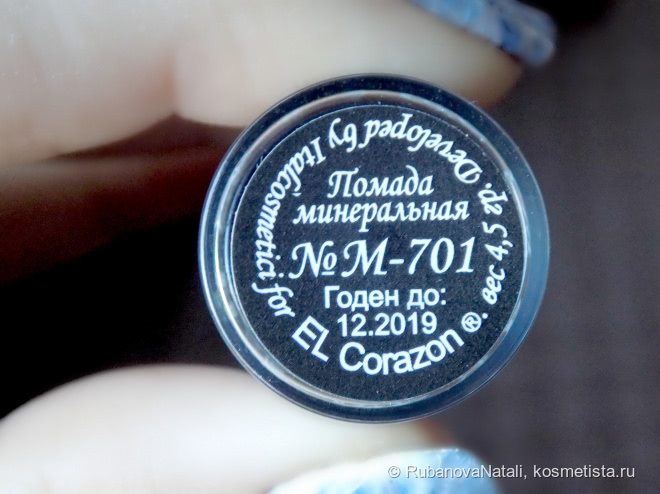 Помада
минеральная
№ М-701
Годен до:
12.2019
Developed by Italcosmetici for EL Corazon ®. вес 4,5 гр.
© RubanovaNatali, kosmetista.ru